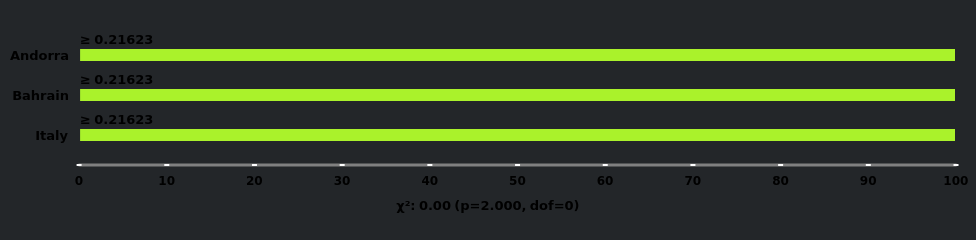 ≥ 0.21623
Andorra
≥ 0.21623
Bahrain
≥ 0.21623
Italy
0 10 20 30 40 50 60 70 80 90 100
χ²: 0.00 (p=2.000, dof=0)